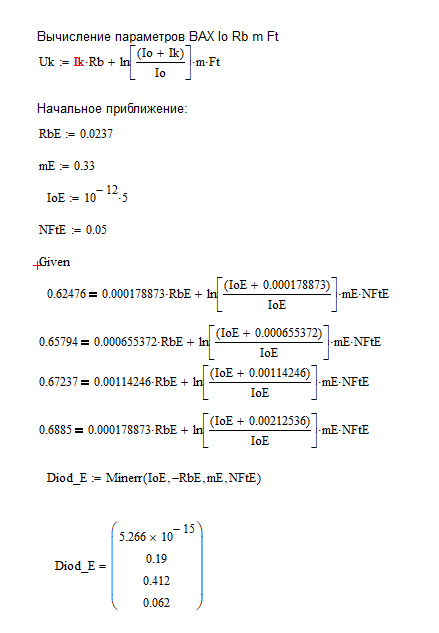 Вычисление параметров ВАХ Io Rb m Ft
Uk := Ik·Rb + ln[(Io + Ik)/Io]·m·Ft
Начальное приближение:
RbE := 0.0237
mE := 0.33
IoE := 10^−12·5
NFtE := 0.05
Given
0.62476 = 0.000178873·RbE + ln[(IoE + 0.000178873)/IoE]·mE·NFtE
0.65794 = 0.000655372·RbE + ln[(IoE + 0.000655372)/IoE]·mE·NFtE
0.67237 = 0.00114246·RbE + ln[(IoE + 0.00114246)/IoE]·mE·NFtE
0.6885 = 0.000178873·RbE + ln[(IoE + 0.00212536)/IoE]·mE·NFtE
Diod_E := Minerr(IoE,−RbE,mE,NFtE)
5.266 × 10^−15
0.19
Diod_E =
0.412
0.062